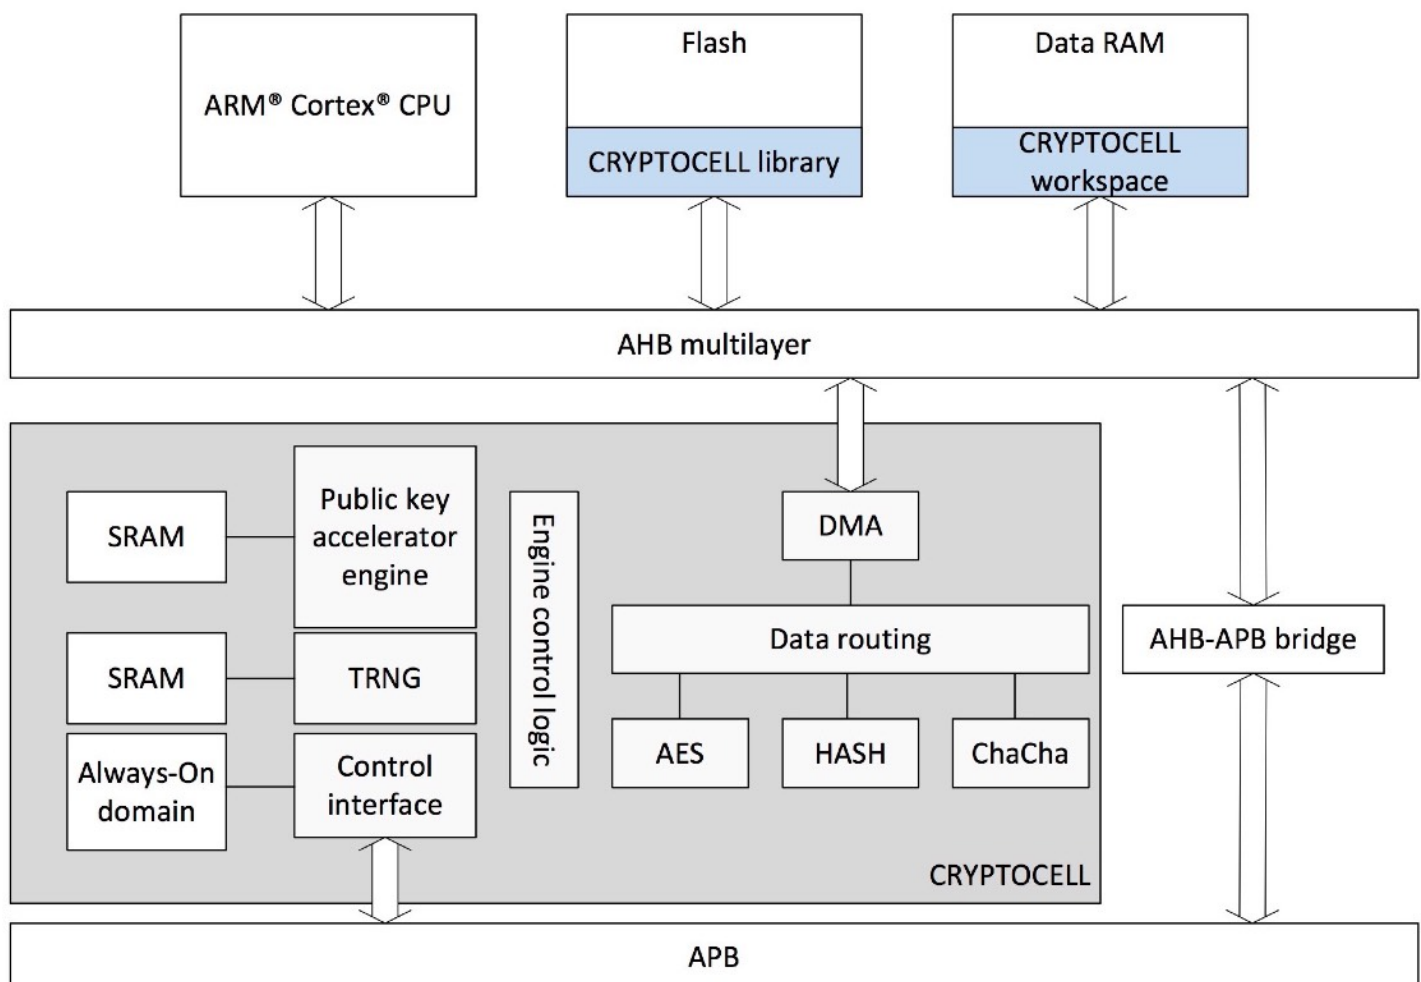 ARM® Cortex® CPU
Flash
CRYPTOCELL library
Data RAM
CRYPTOCELL
workspace
AHB multilayer
SRAM
Public key
accelerator
engine
SRAM
TRNG
Always-On
domain
Control
interface
Engine control logic
DMA
Data routing
AES
HASH
ChaCha
CRYPTOCELL
AHB-APB bridge
APB